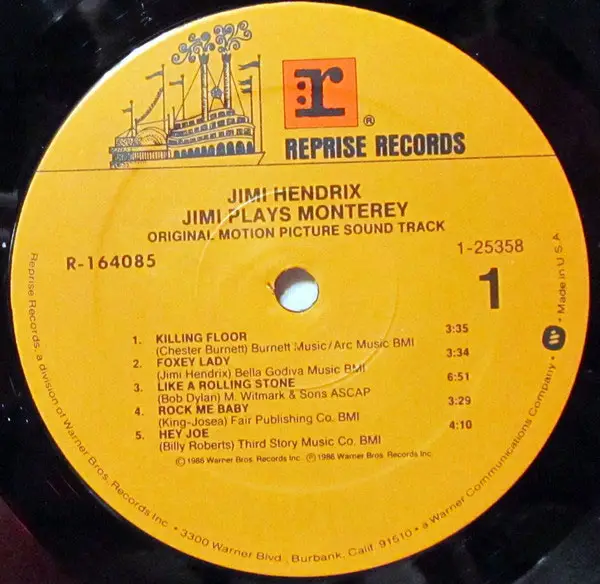 r
®
REPRISE RECORDS
JIMI HENDRIX
JIMI PLAYS MONTEREY
ORIGINAL MOTION PICTURE SOUND TRACK
R-164085
1-25358
1
1. KILLING FLOOR 3:35
(Chester Burnett) Burnett Music/Arc Music BMI
2. FOXEY LADY 3:34
(Jimi Hendrix) Bella Godiva Music BMI
3. LIKE A ROLLING STONE 6:51
(Bob Dylan) M. Witmark & Sons ASCAP
4. ROCK ME BABY 3:29
(King-Josea) Fair Publishing Co. BMI
5. HEY JOE 4:10
(Billy Roberts) Third Story Music Co. BMI
©1986 Warner Bros. Records Inc. ℗1986 Warner Bros. Records Inc.
Reprise Records, a division of Warner Bros. Records Inc. • 3300 Warner Blvd., Burbank, Calif. 91510 • a Warner Communications Company • Made in U.S.A.